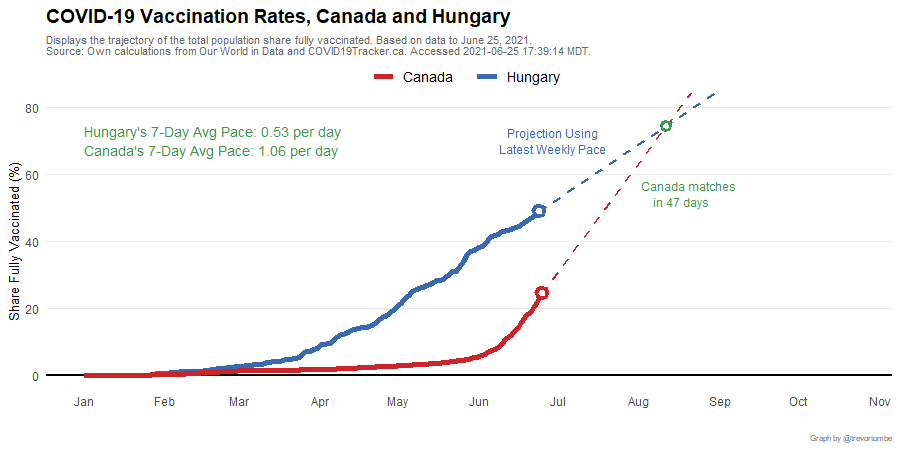 COVID-19 Vaccination Rates, Canada and Hungary
Displays the trajectory of the total population share fully vaccinated. Based on data to June 25, 2021.
Source: Own calculations from Our World in Data and COVID19Tracker.ca. Accessed 2021-06-25 17:39:14 MDT.
Canada Hungary
Share Fully Vaccinated (%)
80
60
40
20
0
Hungary's 7-Day Avg Pace: 0.53 per day
Canada's 7-Day Avg Pace: 1.06 per day
Projection Using
Latest Weekly Pace
Canada matches
in 47 days
Jan Feb Mar Apr May Jun Jul Aug Sep Oct Nov
Graph by @trevortombe